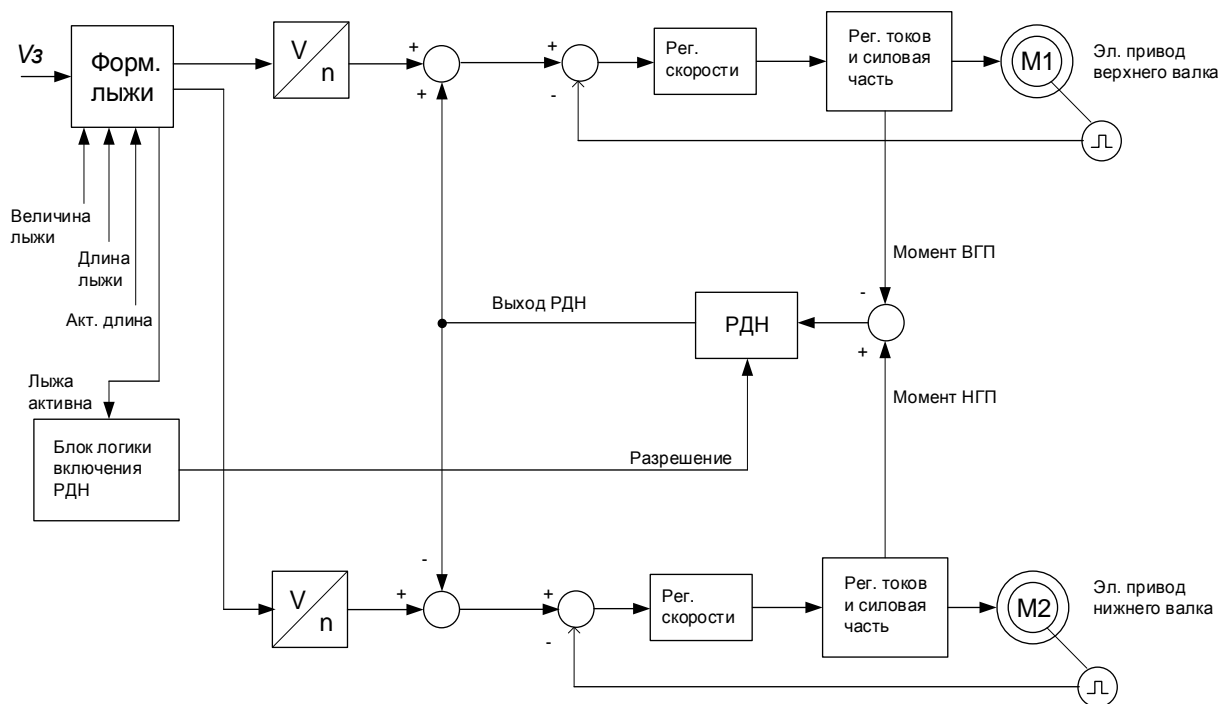 Vз
Форм.
лыжи
V
n
+
+
+
-
Рег.
скорости
Рег. токов
и силовая
часть
М1
Эл. привод
верхнего валка
Величина
лыжи
Длина
лыжи
Акт. длина
Момент ВГП
-
+
РДН
Выход РДН
Момент НГП
Лыжа
активна
Блок логики
включения
РДН
Разрешение
V
n
-
+
+
-
Рег.
скорости
Рег. токов
и силовая
часть
М2
Эл. привод
нижнего валка